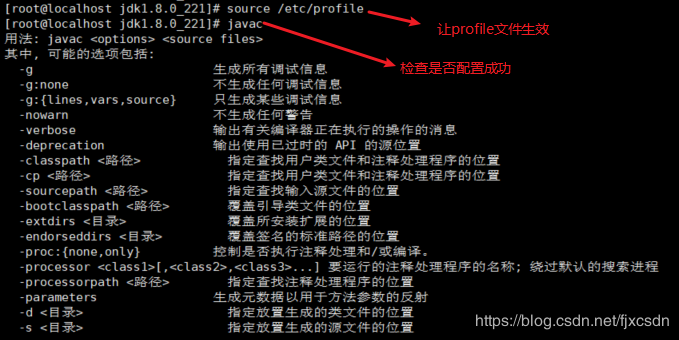 [root@localhost jdk1.8.0_221]# source /etc/profile
让profile文件生效
[root@localhost jdk1.8.0_221]# javac
用法: javac <options> <source files>
其中, 可能的选项包括:
检查是否配置成功
-g 生成所有调试信息
-g:none 不生成任何调试信息
-g:{lines,vars,source} 只生成某些调试信息
-nowarn 不生成任何警告
-verbose 输出有关编译器正在执行的操作的消息
-deprecation 输出使用已过时的 API 的源位置
-classpath <路径> 指定查找用户类文件和注释处理程序的位置
-cp <路径> 指定查找用户类文件和注释处理程序的位置
-sourcepath <路径> 指定查找输入源文件的位置
-bootclasspath <路径> 覆盖引导类文件的位置
-extdirs <目录> 覆盖所安装扩展的位置
-endorseddirs <目录> 覆盖签名的标准路径的位置
-proc:{none,only} 控制是否执行注释处理和/或编译。
-processor <class1>[,<class2>,<class3>...] 要运行的注释处理程序的名称; 绕过默认的搜索进程
-processorpath <路径> 指定查找注释处理程序的位置
-parameters 生成元数据以用于方法参数的反射
-d <目录> 指定放置生成的类文件的位置
-s <目录> 指定放置生成的源文件的位置
https://blog.csdn.net/fjxcsdn